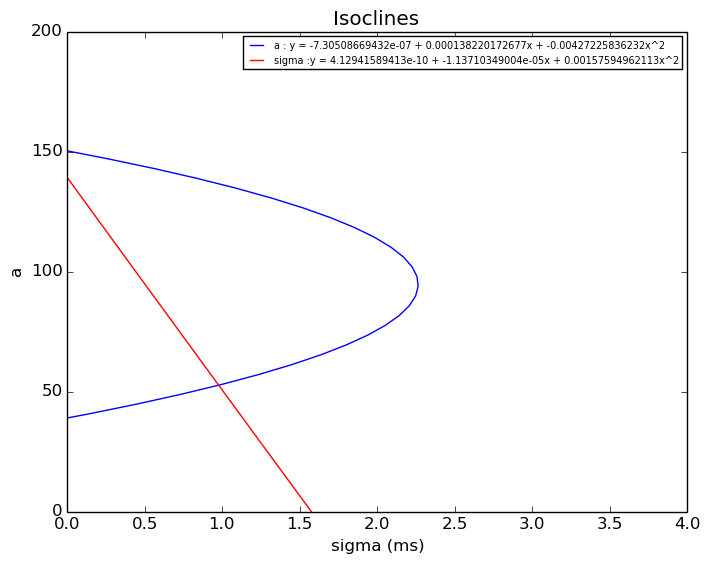 Isoclines
a : y = -7.30508669432e-07 + 0.000138220172677x + -0.00427225836232x^2
sigma :y = 4.12941589413e-10 + -1.13710349004e-05x + 0.00157594962113x^2
200
150
100
50
0
a
0.0 0.5 1.0 1.5 2.0 2.5 3.0 3.5 4.0
sigma (ms)